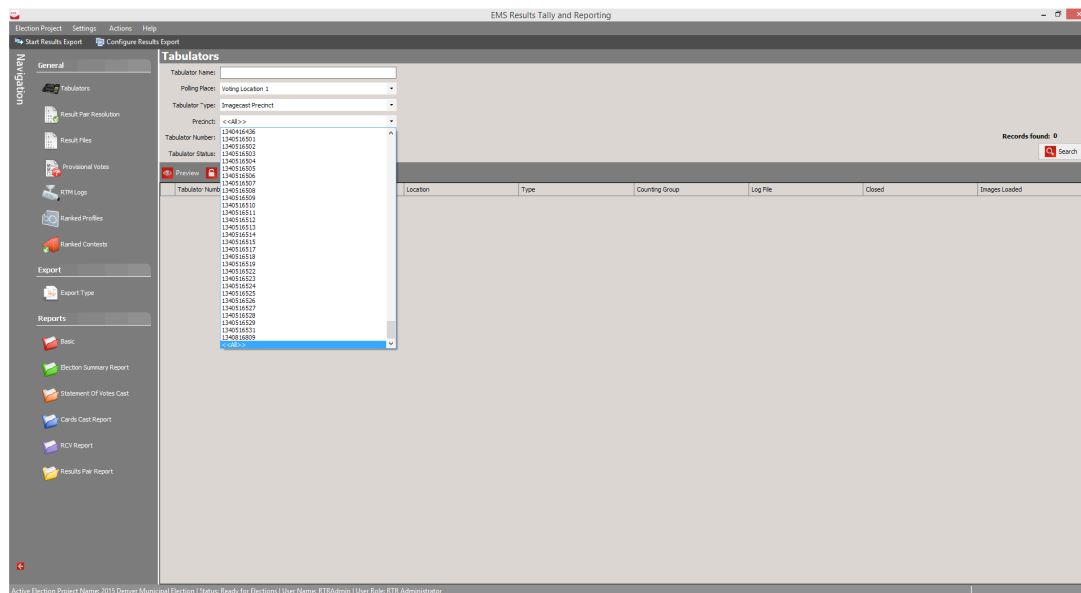 EMS Results Tally and Reporting
Election Project Settings Actions Help
Start Results Export Configure Results Export
Navigation
General
Tabulators
Result Pair Resolution
Result Files
Provisional Votes
RTM Logs
Ranked Profiles
Ranked Contests
Export
Export Type
Reports
Basic
Election Summary Report
Statement Of Votes Cast
Cards Cast Report
RCV Report
Results Pair Report
Tabulators
Tabulator Name:
Polling Place: Voting Location 1
Tabulator Type: Imagecast Precinct
Precinct: <<All>>
Tabulator Number:
Tabulator Status:
1340416436
1340516501
1340516502
1340516503
1340516504
1340516505
1340516506
1340516507
1340516508
1340516509
1340516510
1340516511
1340516512
1340516513
1340516514
1340516515
1340516517
1340516518
1340516519
1340516522
1340516523
1340516524
1340516525
1340516526
1340516527
1340516528
1340516529
1340516531
1340816809
<<All>>
Records found: 0
Search
Preview
Tabulator Numb Location Type Counting Group Log File Closed Images Loaded
Active Election Project Name: 2015 Denver Municipal Election | Status: Ready for Elections | User Name: RTRAdmin | User Role: RTR Administrator